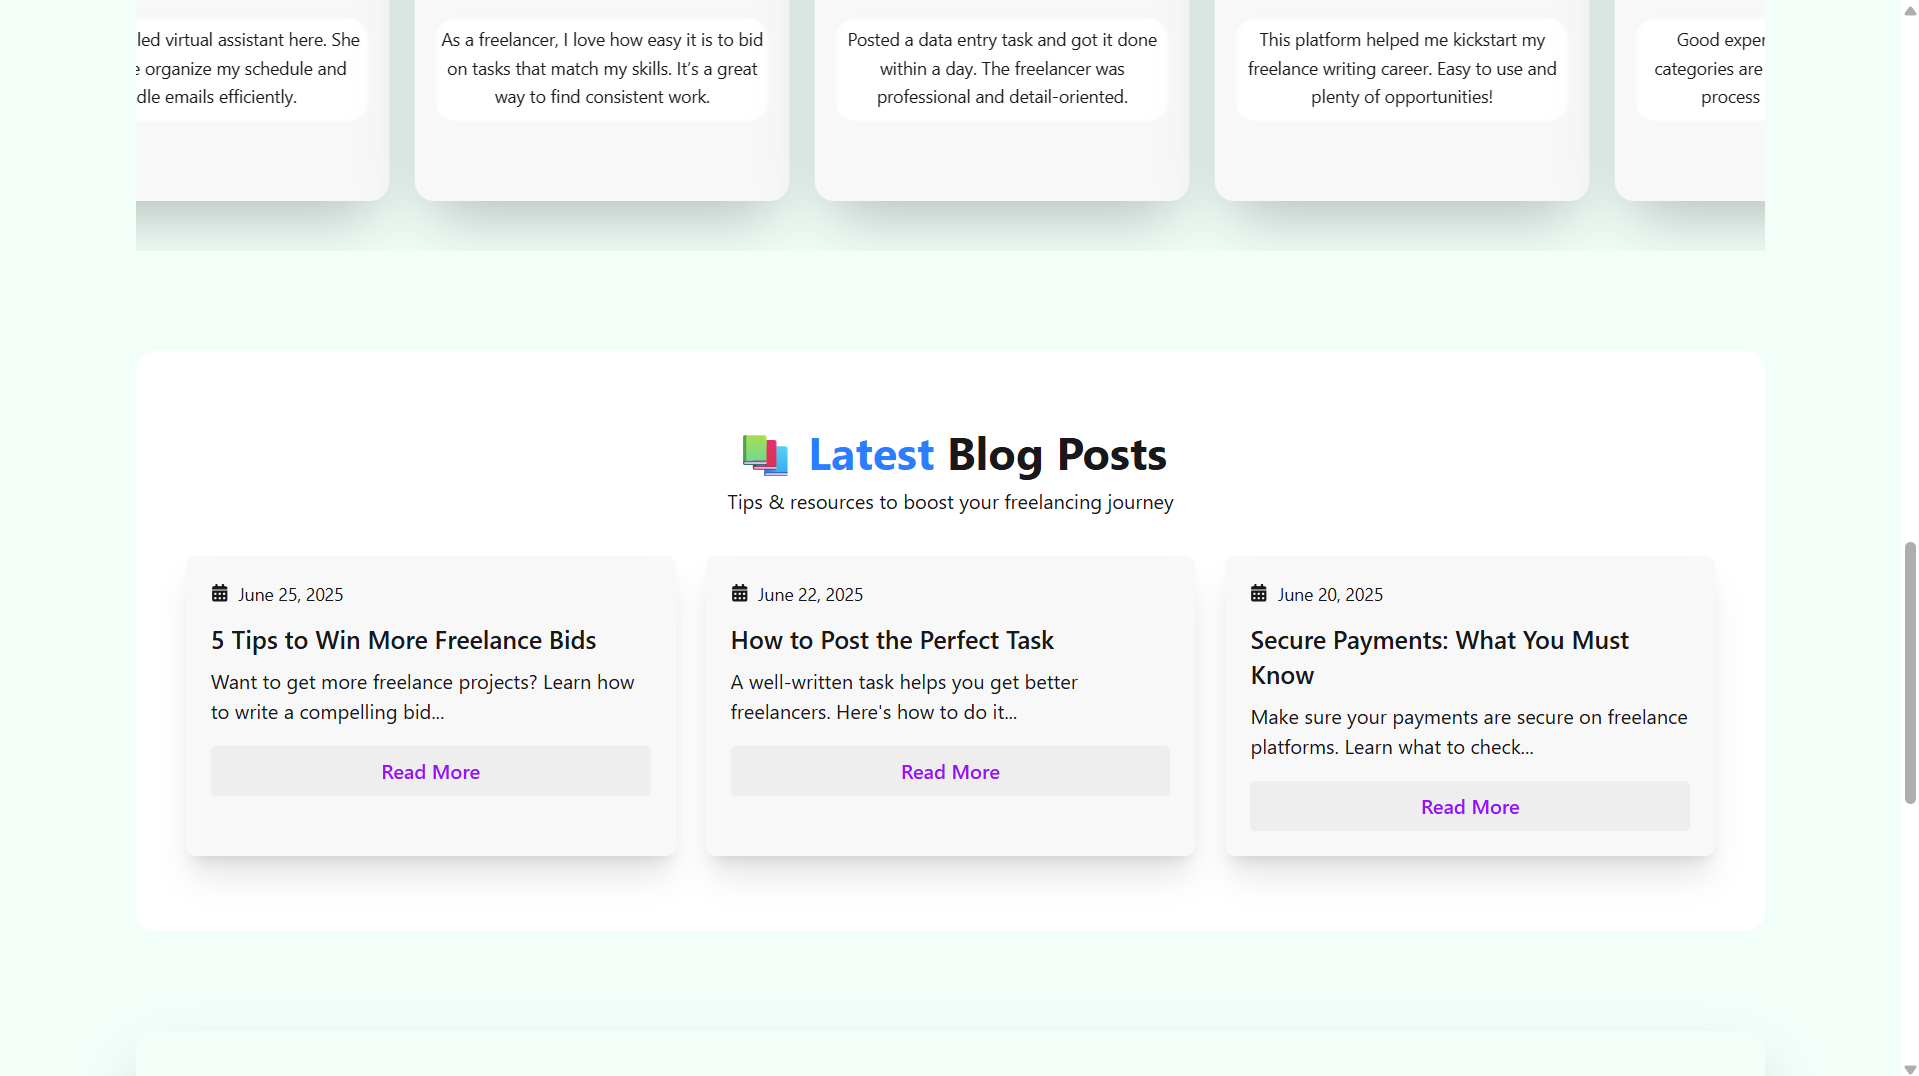 led virtual assistant here. She
organize my schedule and
dle emails efficiently.
As a freelancer, I love how easy it is to bid
on tasks that match my skills. It’s a great
way to find consistent work.
Posted a data entry task and got it done
within a day. The freelancer was
professional and detail-oriented.
This platform helped me kickstart my
freelance writing career. Easy to use and
plenty of opportunities!
Good exper
categories are
process
Latest Blog Posts
Tips & resources to boost your freelancing journey
June 25, 2025
5 Tips to Win More Freelance Bids
Want to get more freelance projects? Learn how
to write a compelling bid...
Read More
June 22, 2025
How to Post the Perfect Task
A well-written task helps you get better
freelancers. Here's how to do it...
Read More
June 20, 2025
Secure Payments: What You Must
Know
Make sure your payments are secure on freelance
platforms. Learn what to check...
Read More